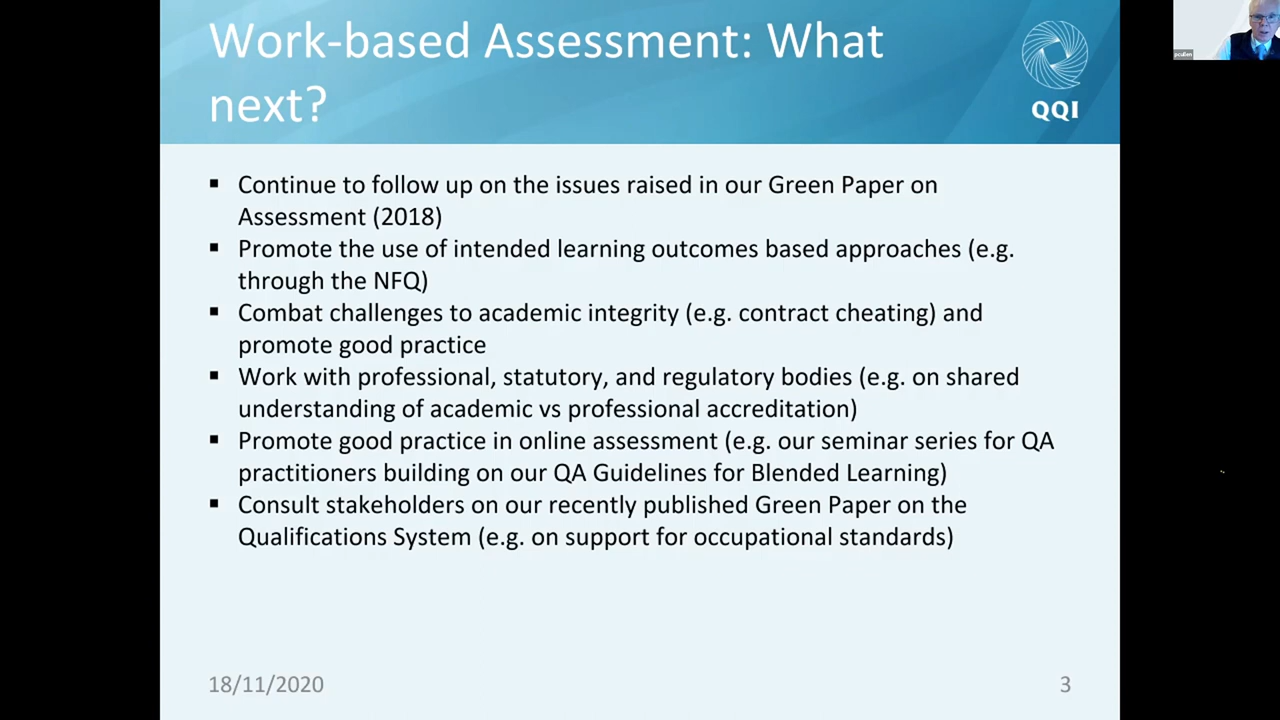 Work-based Assessment: What
next?
QQI
pcullen
▪ Continue to follow up on the issues raised in our Green Paper on
Assessment (2018)
▪ Promote the use of intended learning outcomes based approaches (e.g.
through the NFQ)
▪ Combat challenges to academic integrity (e.g. contract cheating) and
promote good practice
▪ Work with professional, statutory, and regulatory bodies (e.g. on shared
understanding of academic vs professional accreditation)
▪ Promote good practice in online assessment (e.g. our seminar series for QA
practitioners building on our QA Guidelines for Blended Learning)
▪ Consult stakeholders on our recently published Green Paper on the
Qualifications System (e.g. on support for occupational standards)
18/11/2020
3